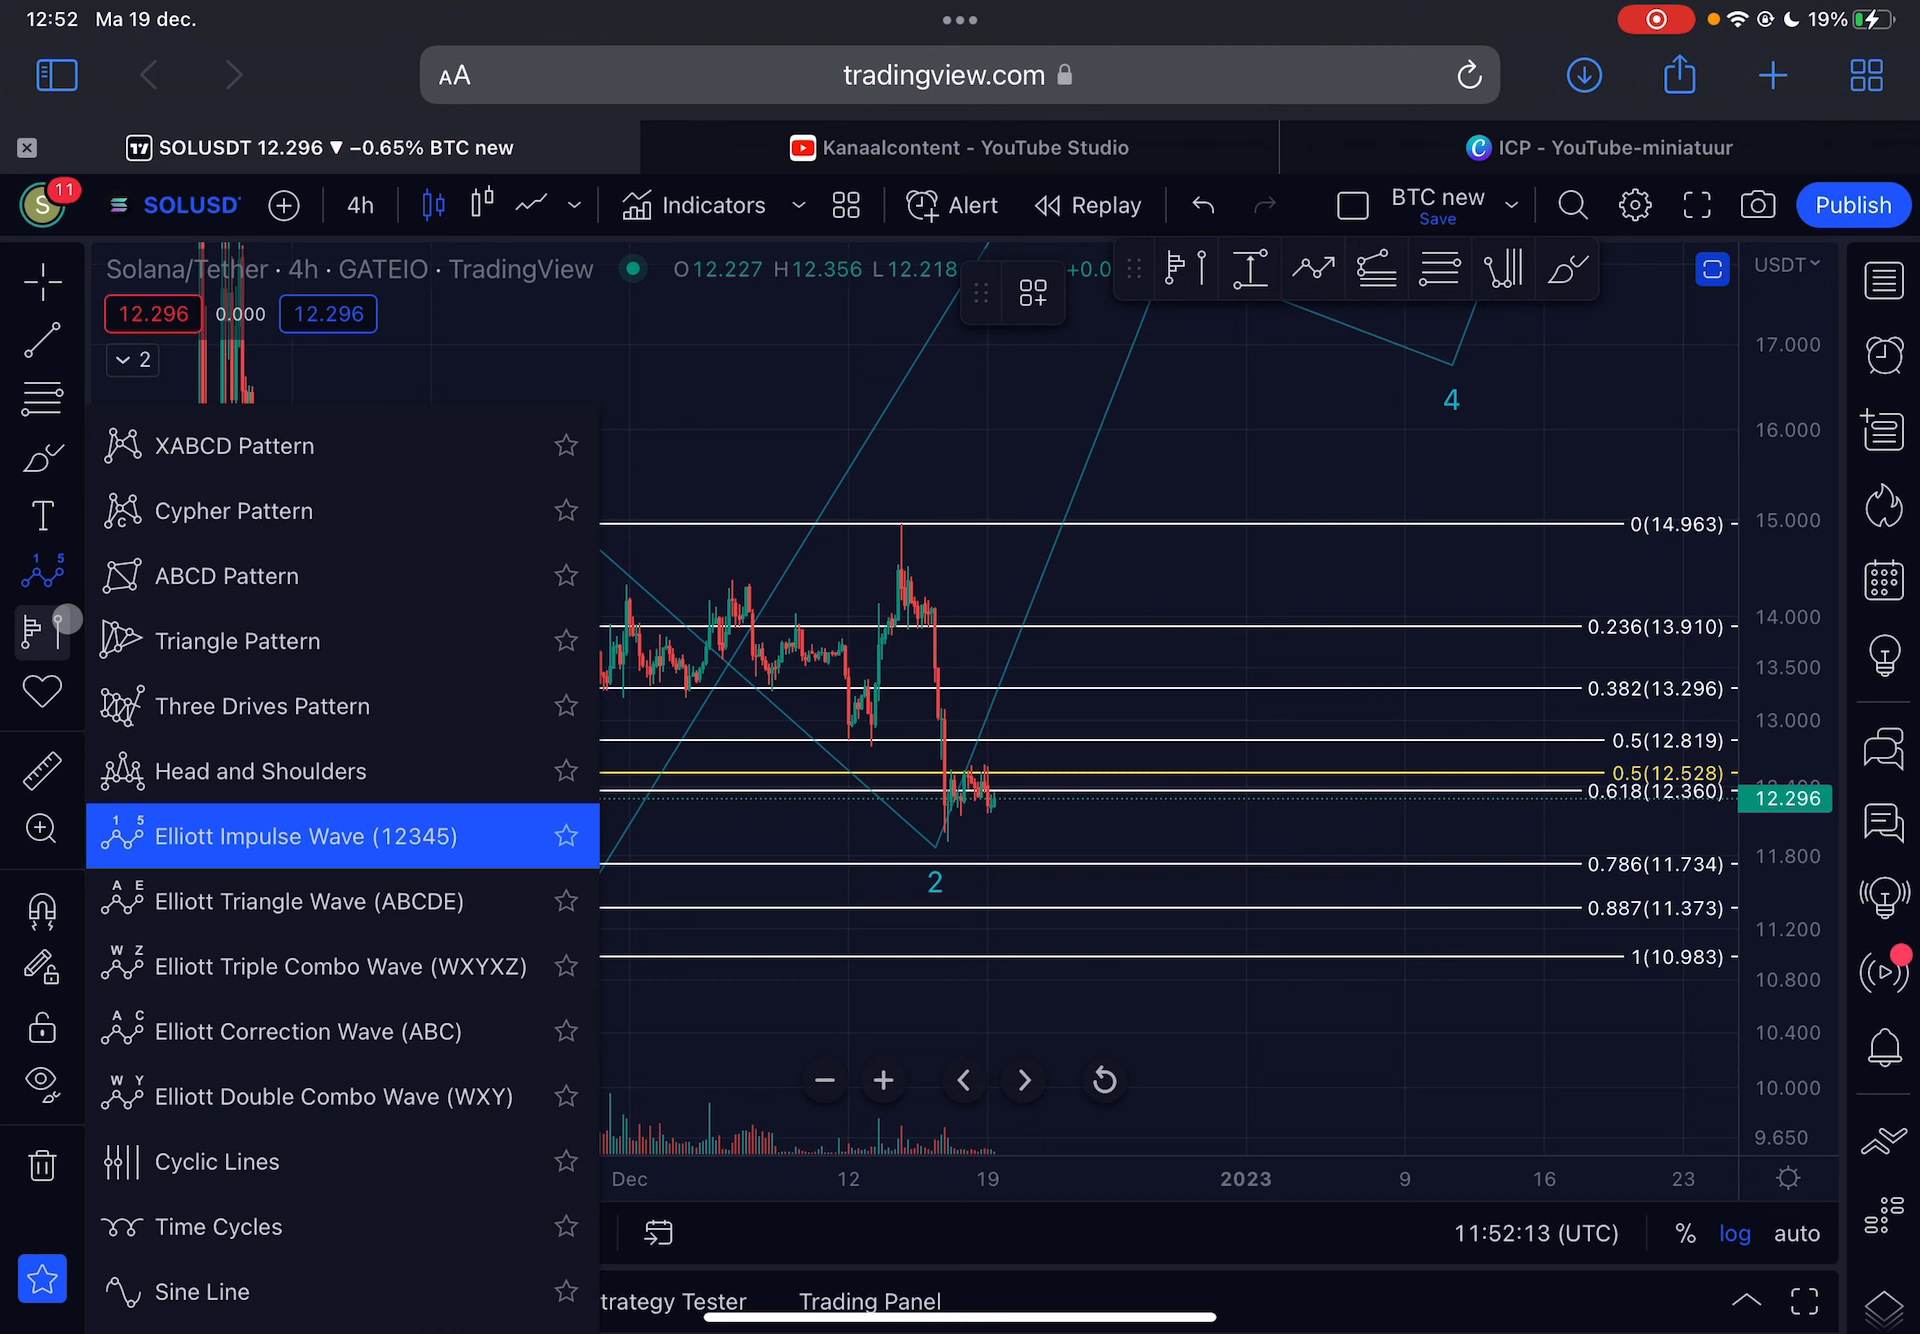 12:52 Ma 19 dec.
19%
AA
tradingview.com
SOLUSDT 12.296 ▼ −0.65% BTC new
Kanaalcontent - YouTube Studio
ICP - YouTube-miniatuur
S
11
SOLUSD
4h
Indicators
Alert
Replay
BTC new
Save
Publish
Solana/Tether · 4h · GATEIO · TradingView
O12.227 H12.356 L12.218
+0.0
USDT
12.296
0.000
12.296
2
17.000
4
16.000
XABCD Pattern
Cypher Pattern
ABCD Pattern
Triangle Pattern
Three Drives Pattern
Head and Shoulders
Elliott Impulse Wave (12345)
Elliott Triangle Wave (ABCDE)
Elliott Triple Combo Wave (WXYXZ)
Elliott Correction Wave (ABC)
Elliott Double Combo Wave (WXY)
Cyclic Lines
Time Cycles
Sine Line
0(14.963)
15.000
0.236(13.910)
14.000
13.500
0.382(13.296)
13.000
0.5(12.819)
0.5(12.528)
0.618(12.360)
12.296
11.800
0.786(11.734)
2
0.887(11.373)
11.200
1(10.983)
10.800
10.400
10.000
9.650
Dec
12
19
2023
9
16
23
11:52:13 (UTC)
%
log
auto
trategy Tester
Trading Panel